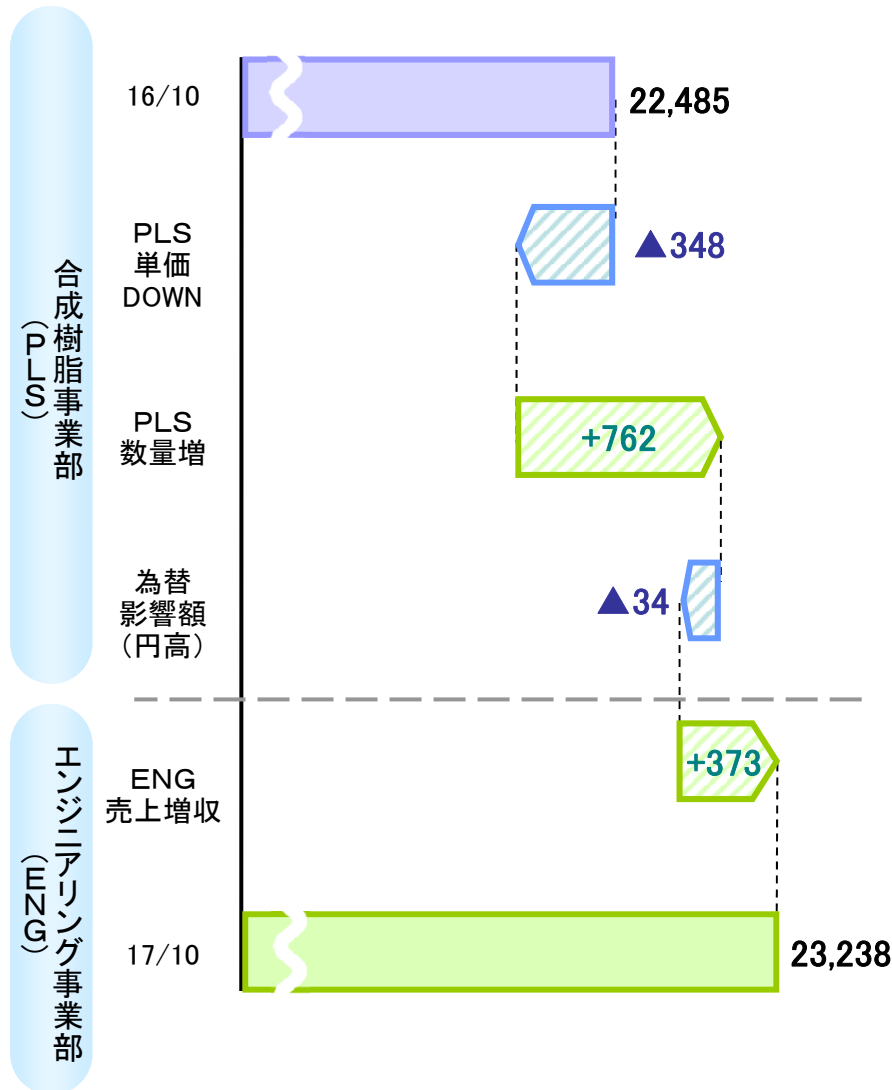 合成樹脂事業部
（PLS）
16/10
22,485
PLS
単価
DOWN
▲348
PLS
数量増
+762
為替
影響額
（円高）
▲34
エンジニアリング事業部
（ENG）
ENG
売上増収
+373
17/10
23,238